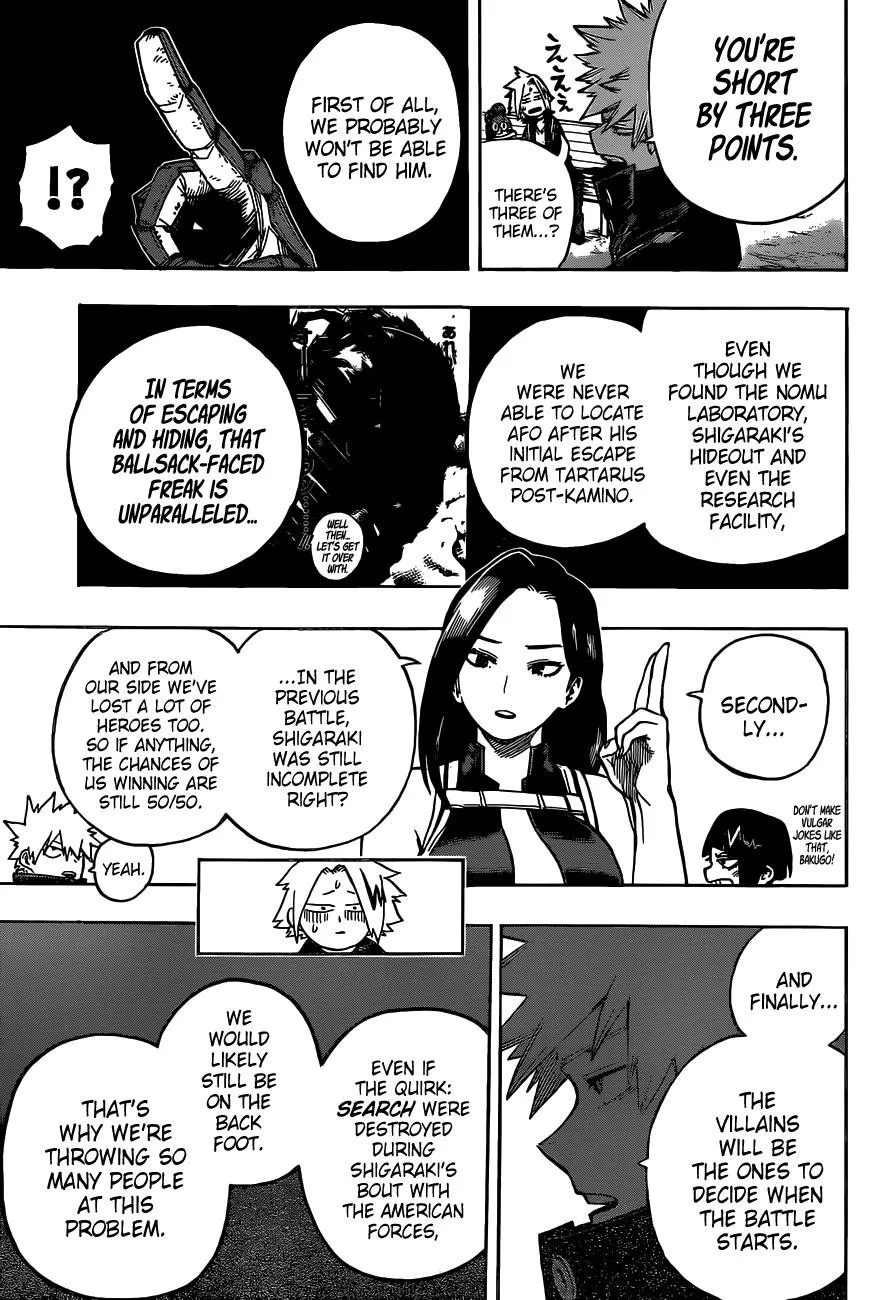 YOU'RE
SHORT
BY THREE
POINTS.
えええ
THERE'S
THREE OF
THEM...?
FIRST OF ALL,
WE PROBABLY
WON'T BE ABLE
TO FIND HIM.
!?
EVEN
THOUGH WE
FOUND THE NOMU
LABORATORY,
SHIGARAKI'S
HIDEOUT AND
EVEN THE
RESEARCH
FACILITY,
WE
WERE NEVER
ABLE TO LOCATE
AFO AFTER HIS
INITIAL ESCAPE
FROM TARTARUS
POST-KAMINO.
WELL
THEN...
LET'S GET
IT OVER
WITH.
IN TERMS
OF ESCAPING
AND HIDING, THAT
BALLSACK-FACED
FREAK IS
UNPARALLELED...
SECOND-
LY...
DON'T MAKE
VULGAR
JOKES LIKE
THAT,
BAKUGO!
...IN THE
PREVIOUS
BATTLE,
SHIGARAKI
WAS STILL
INCOMPLETE
RIGHT?
AND FROM
OUR SIDE WE'VE
LOST A LOT OF
HEROES TOO.
SO IF ANYTHING,
THE CHANCES OF
US WINNING ARE
STILL 50/50.
YEAH.
AND
FINALLY...
THE
VILLAINS
WILL BE
THE ONES TO
DECIDE WHEN
THE BATTLE
STARTS.
EVEN IF
THE QUIRK:
SEARCH WERE
DESTROYED
DURING
SHIGARAKI'S
BOUT WITH
THE AMERICAN
FORCES,
WE
WOULD
LIKELY
STILL BE
ON THE
BACK
FOOT.
THAT'S
WHY WE'RE
THROWING SO
MANY PEOPLE
AT THIS
PROBLEM.